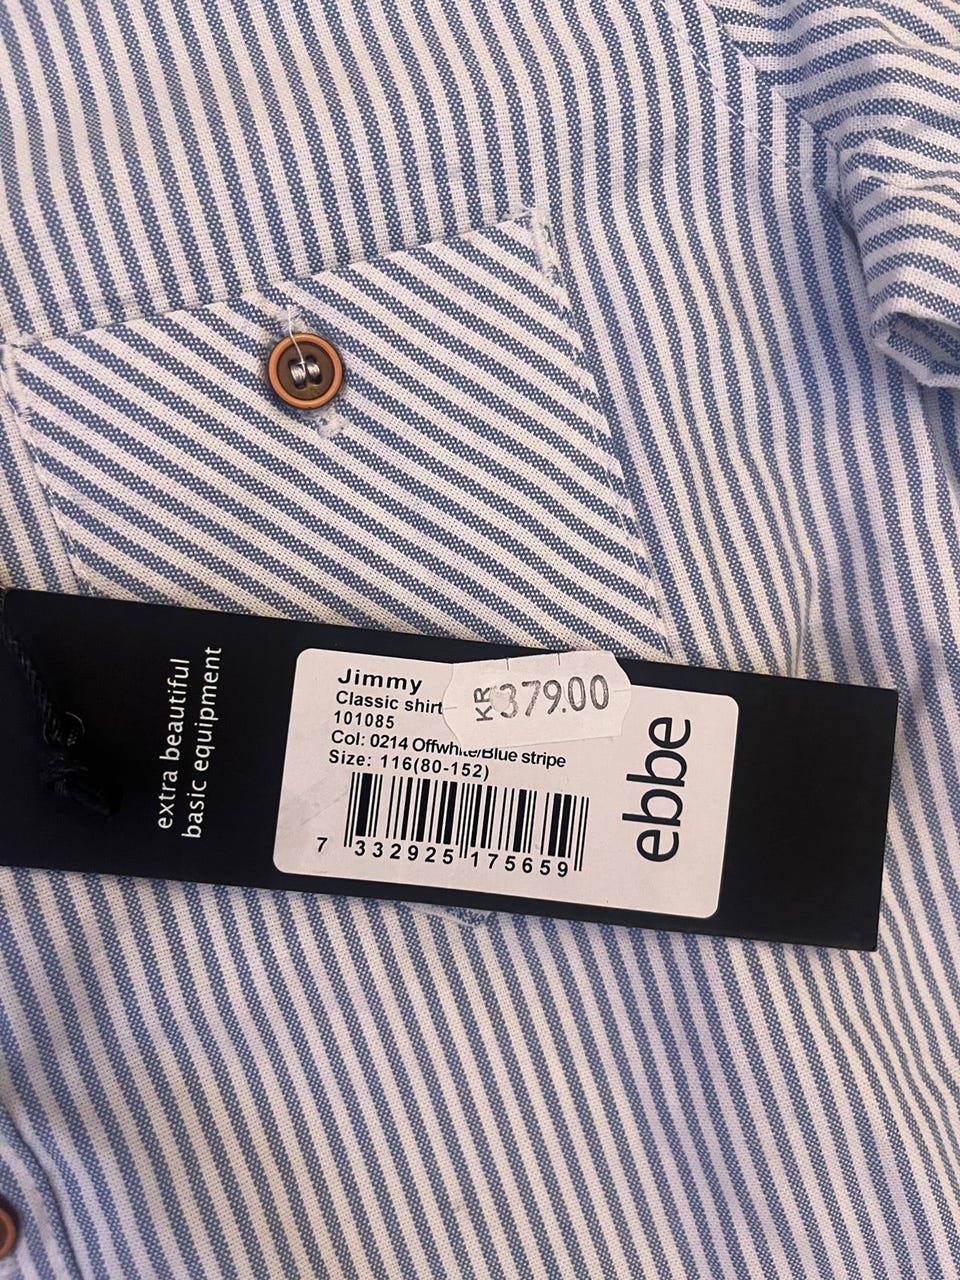 extra beautiful
basic equipment
Jimmy
Classic shirt
101085
Col: 0214 Offwhite/Blue stripe
Size: 116(80-152)
KR 379.00
7 332925 175659
ebbe